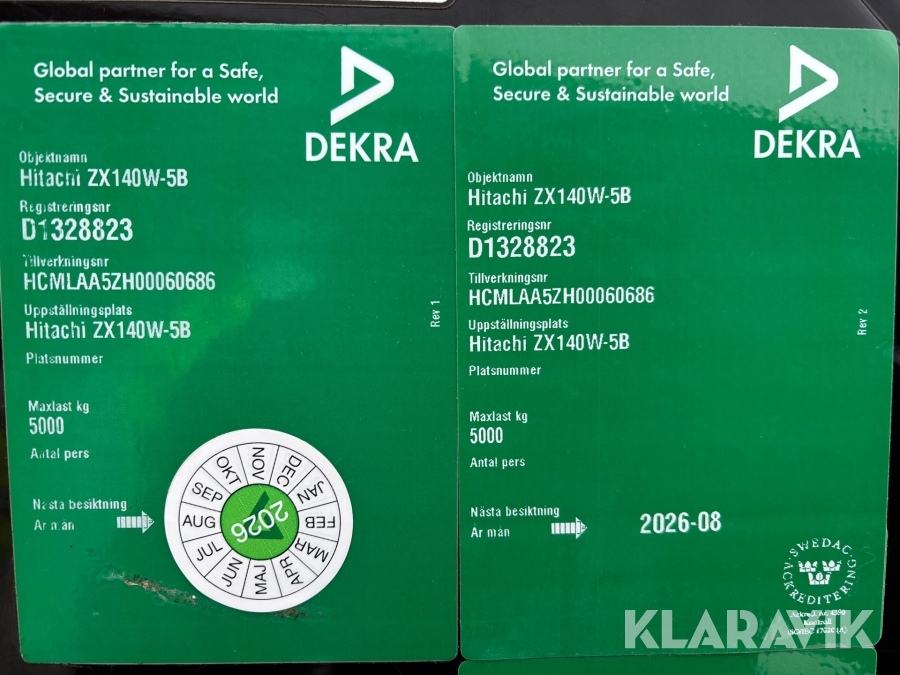 Global partner for a Safe,
Secure & Sustainable world
DEKRA
Objektnamn
Hitachi ZX140W-5B
Registreringsnr
D1328823
Tillverkningsnr
HCMLAA5ZH00060686
Uppställningsplats
Hitachi ZX140W-5B
Platsnummer
Rev 1
Maxlast kg
5000
Antal pers
Nästa besiktning
År mån
JAN
FEB
MAR
APR
MAJ
JUN
JUL
AUG
SEP
OKT
NOV
DEC
2026
Global partner for a Safe,
Secure & Sustainable world
DEKRA
Objektnamn
Hitachi ZX140W-5B
Registreringsnr
D1328823
Tillverkningsnr
HCMLAA5ZH00060686
Uppställningsplats
Hitachi ZX140W-5B
Platsnummer
Rev 2
Maxlast kg
5000
Antal pers
Nästa besiktning
År mån
2026-08
SWEDAC
ACKREDITERING
Kontroll
KLARAVIK